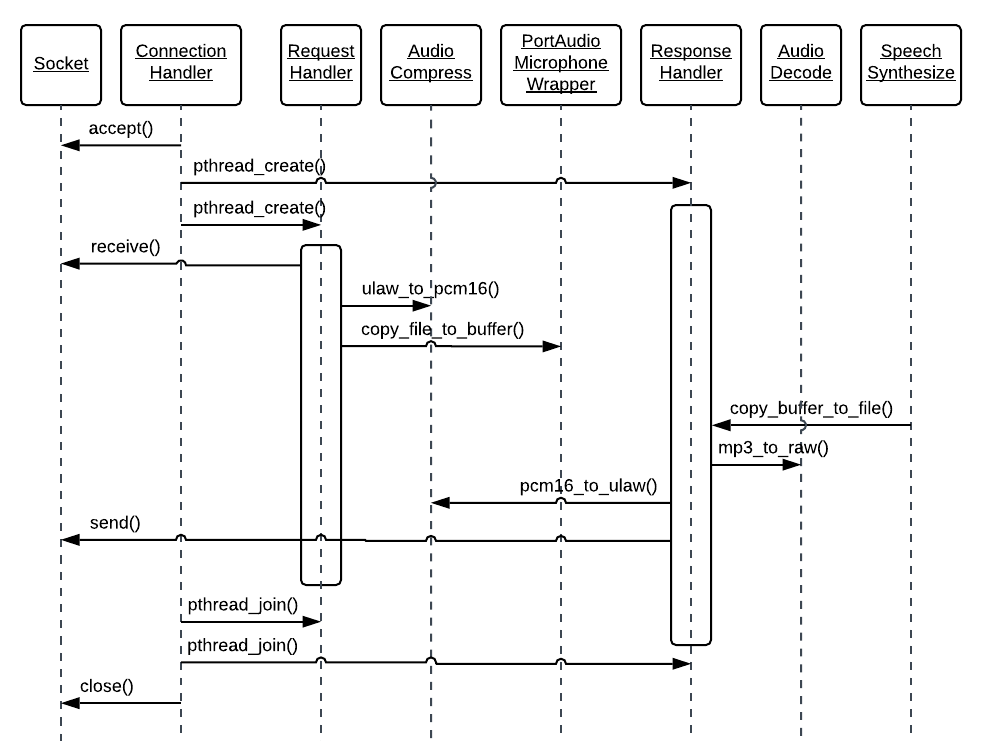 Socket
Connection
Handler
Request
Handler
Audio
Compress
PortAudio
Microphone
Wrapper
Response
Handler
Audio
Decode
Speech
Synthesize
accept()
pthread_create()
pthread_create()
receive()
ulaw_to_pcm16()
copy_file_to_buffer()
copy_buffer_to_file()
mp3_to_raw()
pcm16_to_ulaw()
send()
pthread_join()
pthread_join()
close()